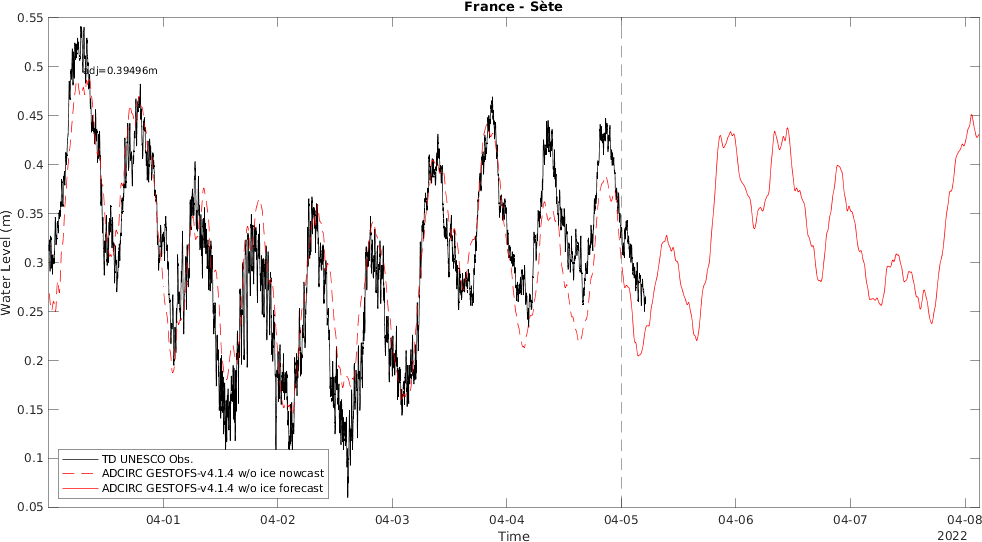 France - Sète
0.55
0.5
0.45
0.4
0.35
0.3
0.25
0.2
0.15
0.1
0.05
Water Level (m)
adj=0.39496m
TD UNESCO Obs.
ADCIRC GESTOFS-v4.1.4 w/o ice nowcast
ADCIRC GESTOFS-v4.1.4 w/o ice forecast
04-01 04-02 04-03 04-04 04-05 04-06 04-07 04-08
Time
2022